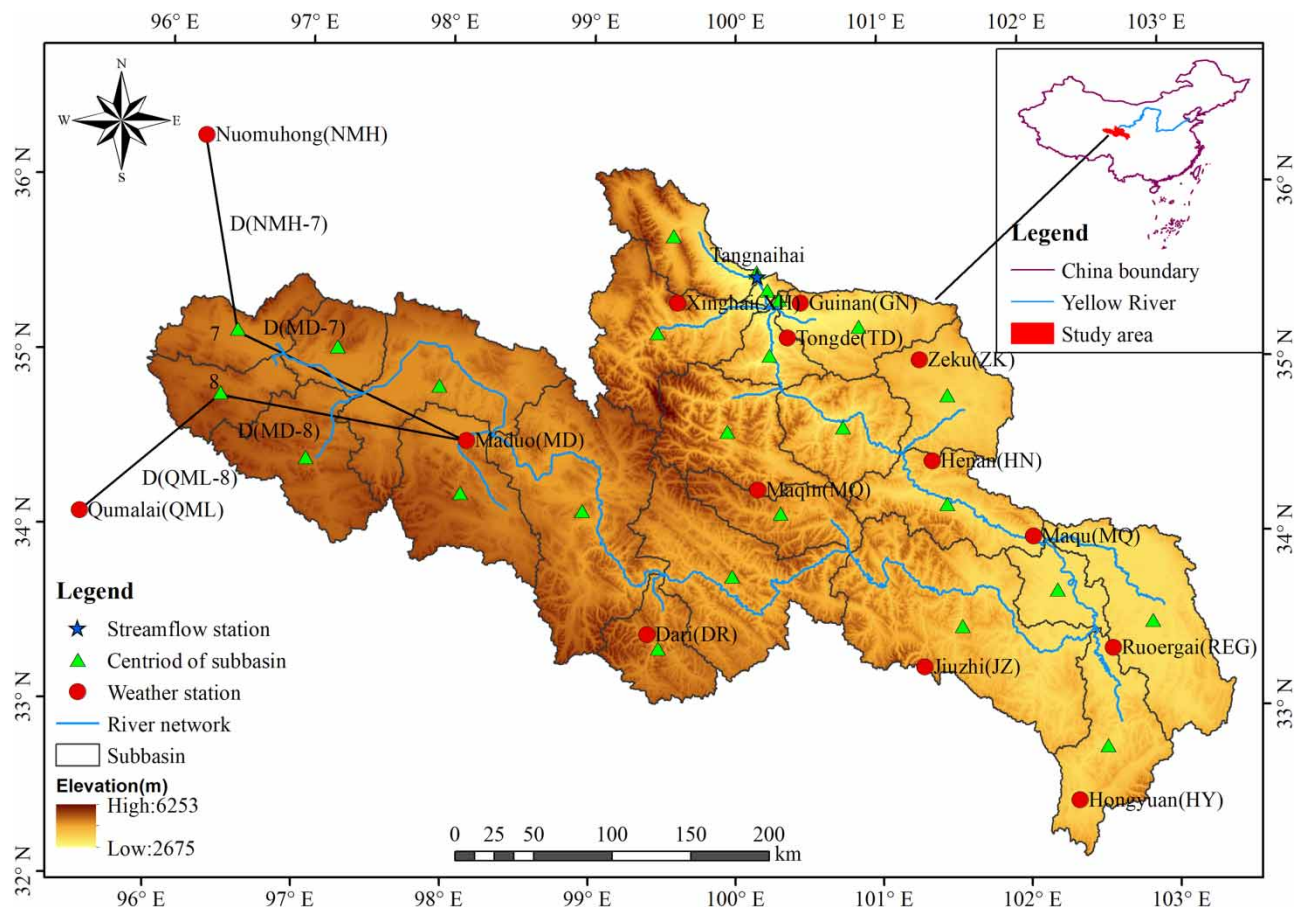 96° E 97° E 98° E 99° E 100° E 101° E 102° E 103° E
N
W E
S
Nuomuhong(NMH)
36° N
36° N
D(NMH-7)
Legend
China boundary
Yellow River
Study area
Tangnaihai
Xinghai(XH)
Guinan(GN)
7
D(MD-7)
Tongde(TD)
35° N
35° N
Zeku(ZK)
8
D(MD-8)
Maduo(MD)
Henan(HN)
D(QML-8)
Maqin(MQ)
Qumalai(QML)
34° N
34° N
Maqu(MQ)
Legend
Streamflow station
Centriod of subbasin
Weather station
River network
Subbasin
Elevation(m)
High:6253
Low:2675
Dari(DR)
Ruoergai(REG)
Jiuzhi(JZ)
33° N
33° N
Hongyuan(HY)
0 25 50 100 150 200
km
32° N
96° E 97° E 98° E 99° E 100° E 101° E 102° E 103° E